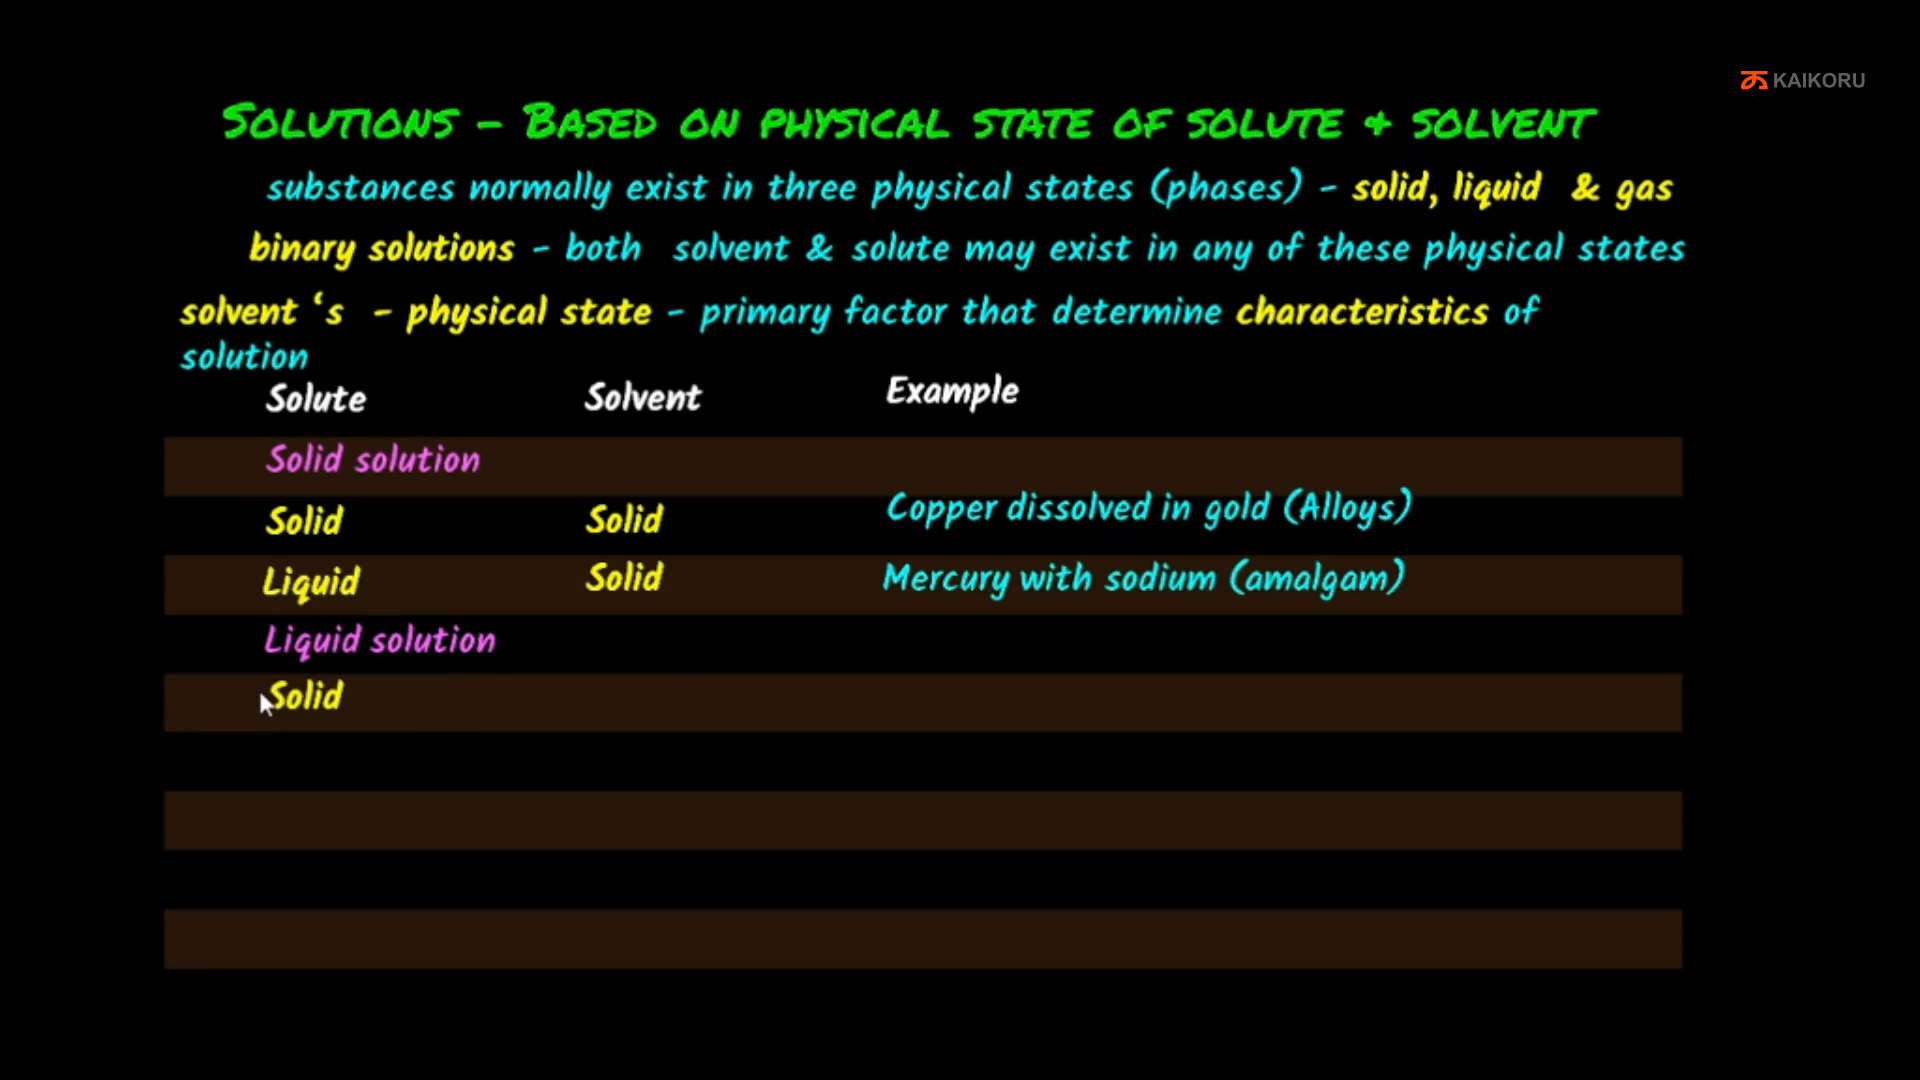 KAIKORU
SOLUTIONS - BASED ON PHYSICAL STATE OF SOLUTE & SOLVENT
substances normally exist in three physical states (phases) - solid, liquid & gas
binary solutions - both solvent & solute may exist in any of these physical states
solvent 's - physical state - primary factor that determine characteristics of
solution
Solute Solvent Example
Solid solution
Solid Solid Copper dissolved in gold (Alloys)
Liquid Solid Mercury with sodium (amalgam)
Liquid solution
Solid